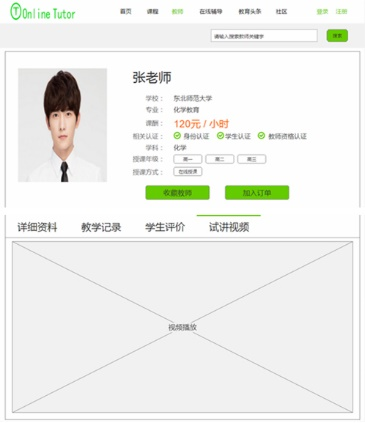 Online Tutor
首页 课程 教师 在线辅导 教育头条 社区 登录 注册
请输入搜索教师关键字 搜索
张老师
学校： 东北师范大学
专业： 化学教育
课酬： 120元 / 小时
相关认证： 身份认证 学生认证 教师资格认证
学科： 化学
授课年级： 高一 高二 高三
授课方式： 在线授课
收藏教师 加入订单
详细资料 教学记录 学生评价 试讲视频
视频播放